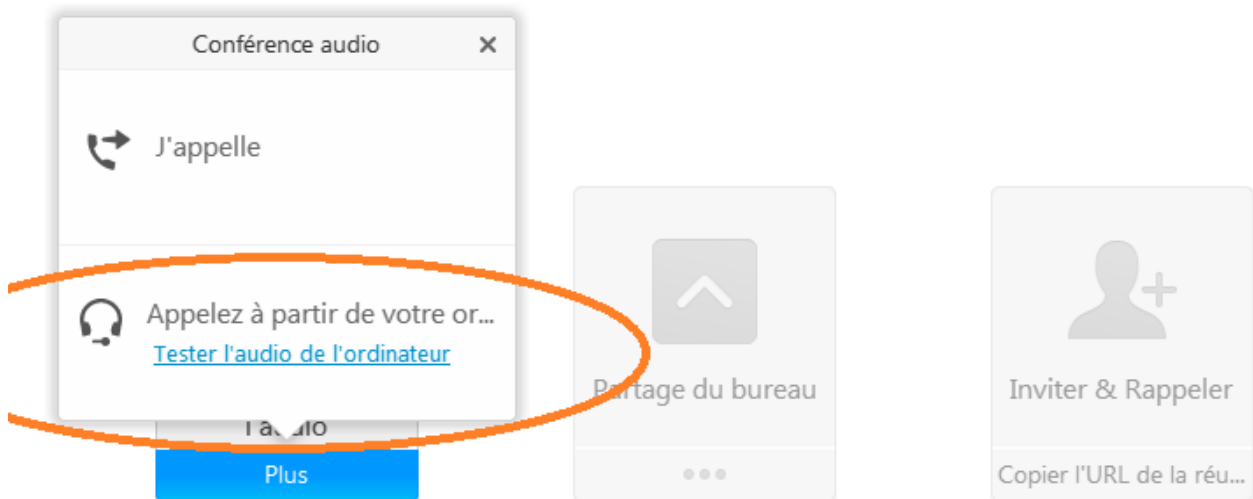 Conférence audio
J'appelle
Appelez à partir de votre or...
Tester l'audio de l'ordinateur
l'audio
Plus
Partage du bureau
Inviter & Rappeler
Copier l'URL de la réu...